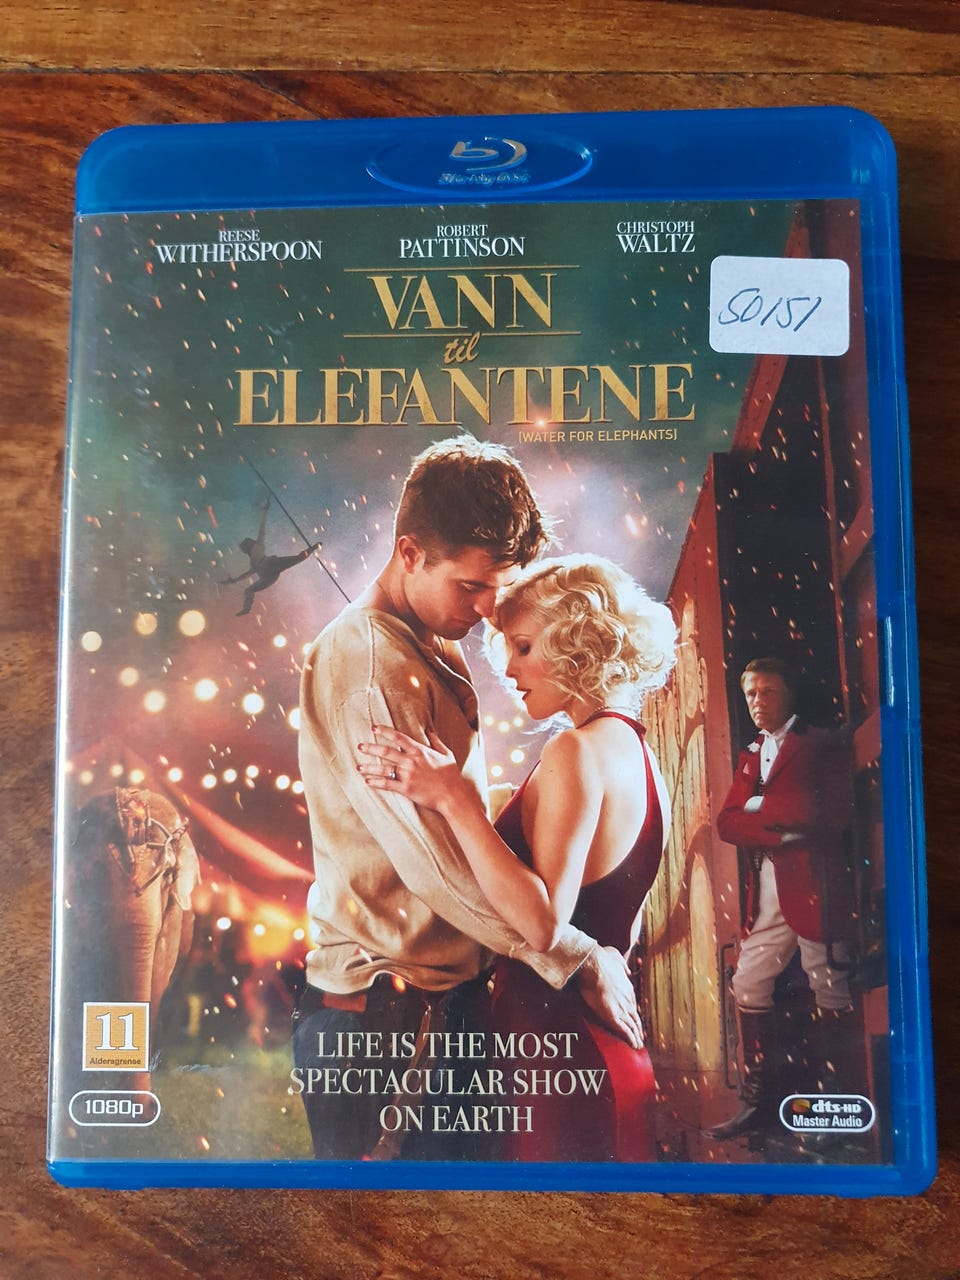 Blu-ray Disc
REESE
WITHERSPOON
ROBERT
PATTINSON
CHRISTOPH
WALTZ
VANN
til
ELEFANTENE
[WATER FOR ELEPHANTS]
50151
LIFE IS THE MOST
SPECTACULAR SHOW
ON EARTH
11
Aldersgrense
1080p
dts-HD
Master Audio